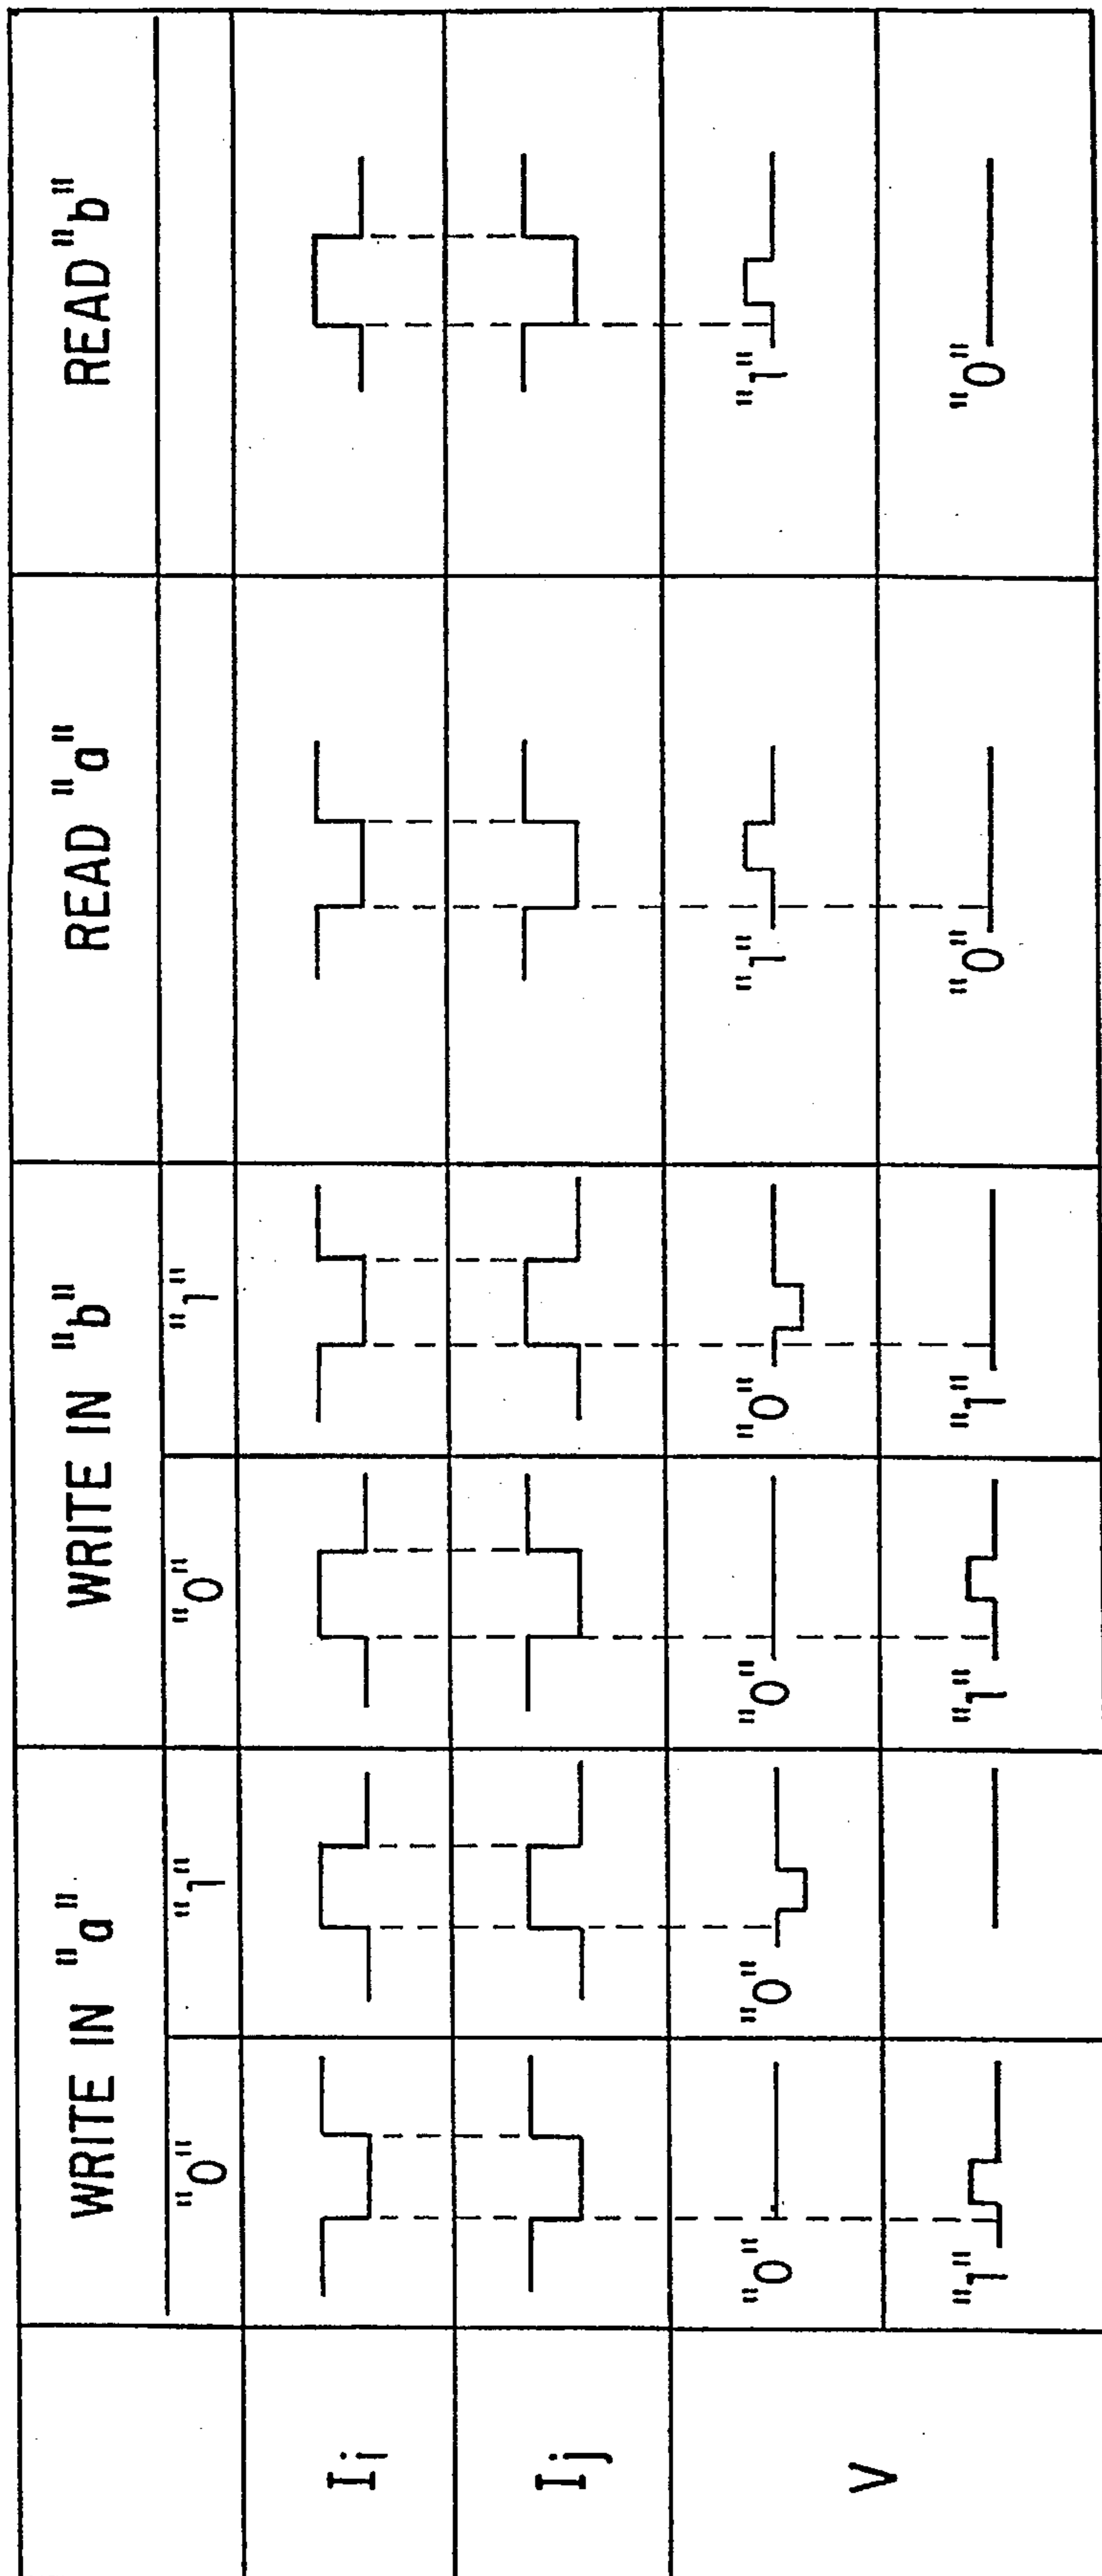 WRITE IN "a" WRITE IN "b" READ "a" READ "b"
"0" "1" "0" "1"
Ii
Ij
V
"0" "0" "0" "0" "1" "1"
"1" "1" "1" "0" "0"